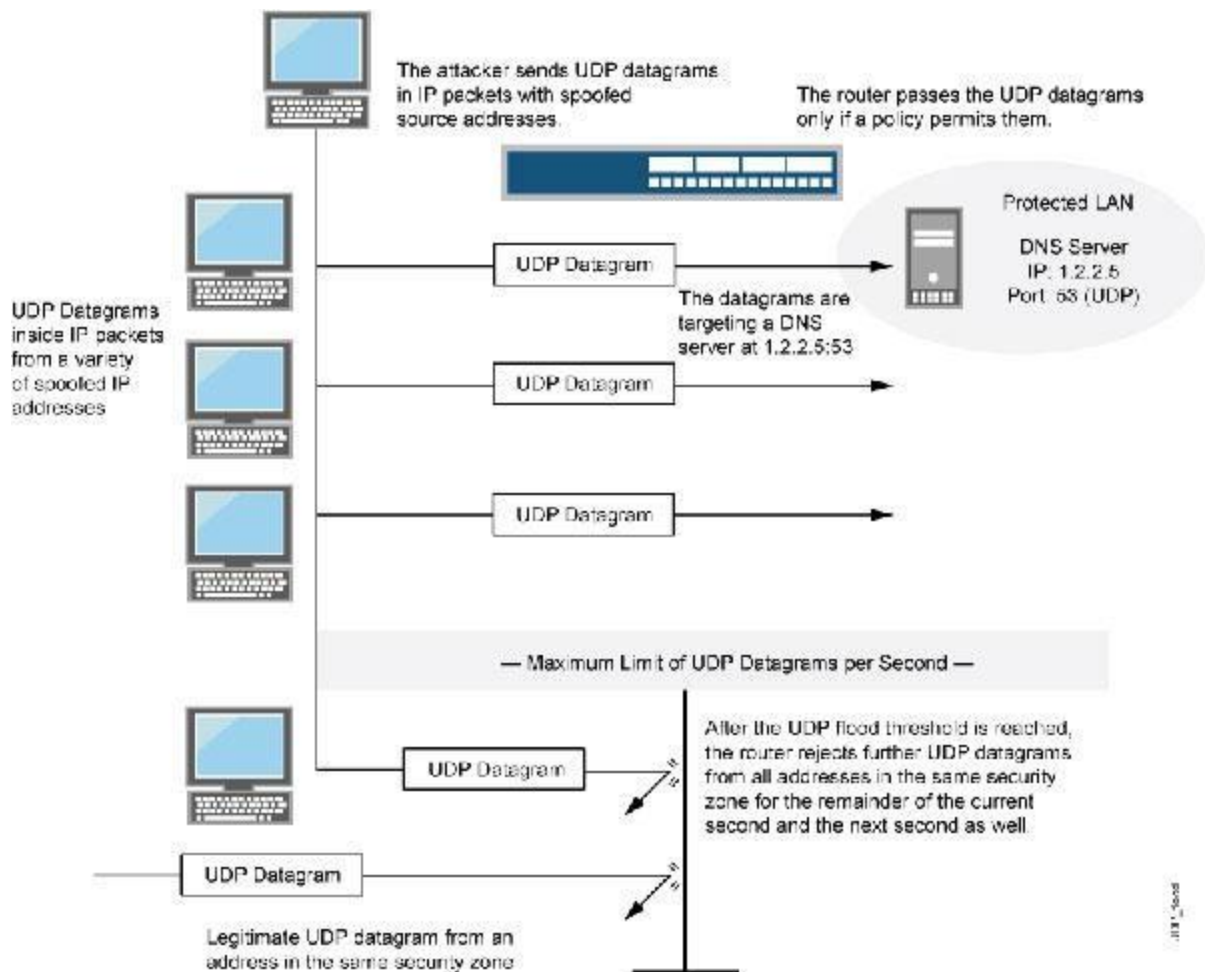 The attacker sends UDP datagrams
in IP packets with spoofed
source addresses.
The router passes the UDP datagrams
only if a policy permits them.
Protected LAN
DNS Server
IP: 1.2.2.5
Port: 53 (UDP)
UDP Datagram
The datagrams are
targeting a DNS
server at 1.2.2.5:53
UDP Datagrams
inside IP packets
from a variety
of spoofed IP
addresses
UDP Datagram
UDP Datagram
— Maximum Limit of UDP Datagrams per Second —
After the UDP flood threshold is reached,
the router rejects further UDP datagrams
from all addresses in the same security
zone for the remainder of the current
second and the next second as well.
UDP Datagram
UDP Datagram
Legitimate UDP datagram from an
address in the same security zone